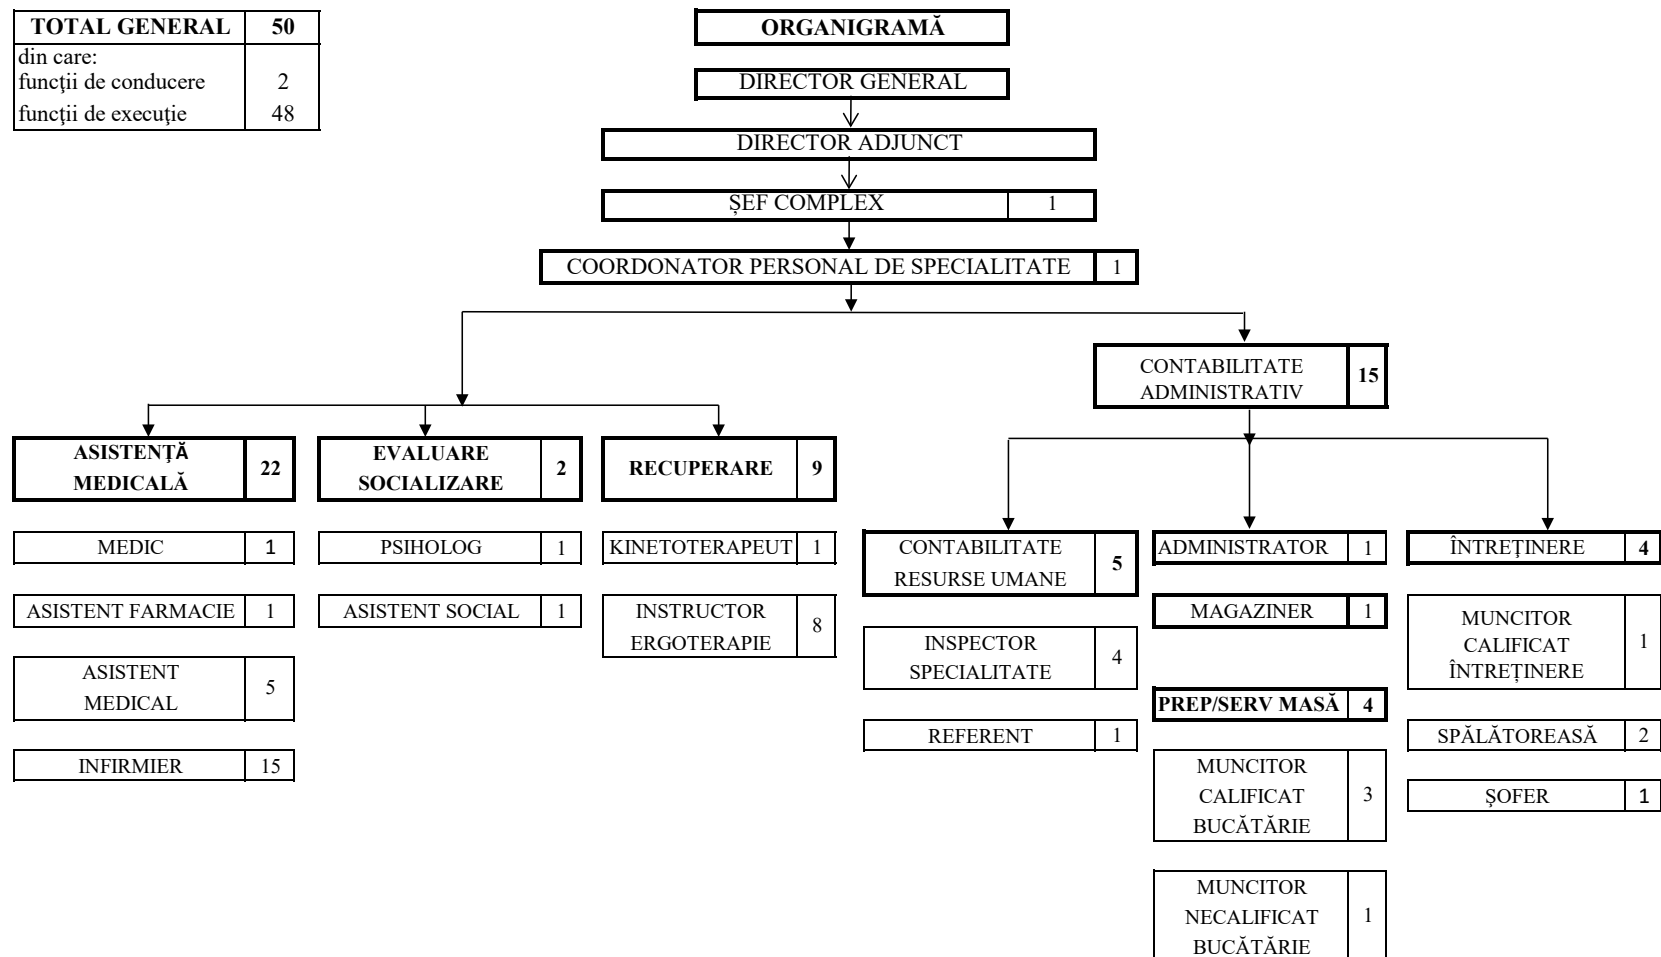 TOTAL GENERAL 50
din care:
funcţii de conducere 2
funcţii de execuţie 48
ORGANIGRAMĂ
DIRECTOR GENERAL
DIRECTOR ADJUNCT
ȘEF COMPLEX 1
COORDONATOR PERSONAL DE SPECIALITATE 1
CONTABILITATE
ADMINISTRATIV
15
ASISTENŢĂ
MEDICALĂ
22
EVALUARE
SOCIALIZARE
2
RECUPERARE 9
MEDIC 1
ASISTENT FARMACIE 1
ASISTENT
MEDICAL
5
INFIRMIER 15
PSIHOLOG 1
ASISTENT SOCIAL 1
KINETOTERAPEUT 1
INSTRUCTOR
ERGOTERAPIE
8
CONTABILITATE
RESURSE UMANE
5
INSPECTOR
SPECIALITATE
4
REFERENT 1
ADMINISTRATOR 1
MAGAZINER 1
PREP/SERV MASĂ 4
MUNCITOR
CALIFICAT
BUCĂTĂRIE
3
MUNCITOR
NECALIFICAT
BUCĂTĂRIE
1
ÎNTREŢINERE 4
MUNCITOR
CALIFICAT
ÎNTREȚINERE
1
SPĂLĂTOREASĂ 2
ŞOFER 1